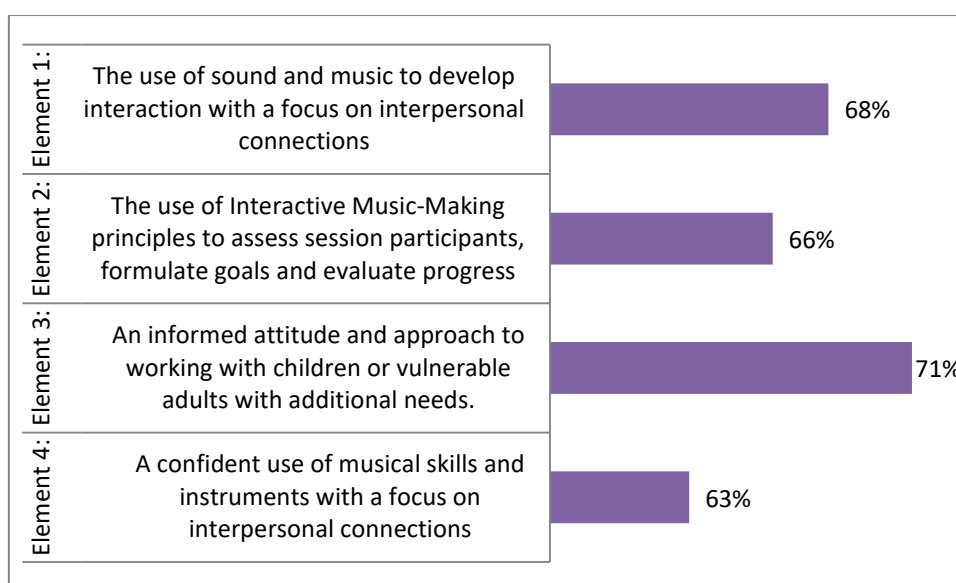 Element 1:
The use of sound and music to develop
interaction with a focus on interpersonal
connections
68%
Element 2:
The use of Interactive Music-Making
principles to assess session participants,
formulate goals and evaluate progress
66%
Element 3:
An informed attitude and approach to
working with children or vulnerable
adults with additional needs.
71%
Element 4:
A confident use of musical skills and
instruments with a focus on
interpersonal connections
63%